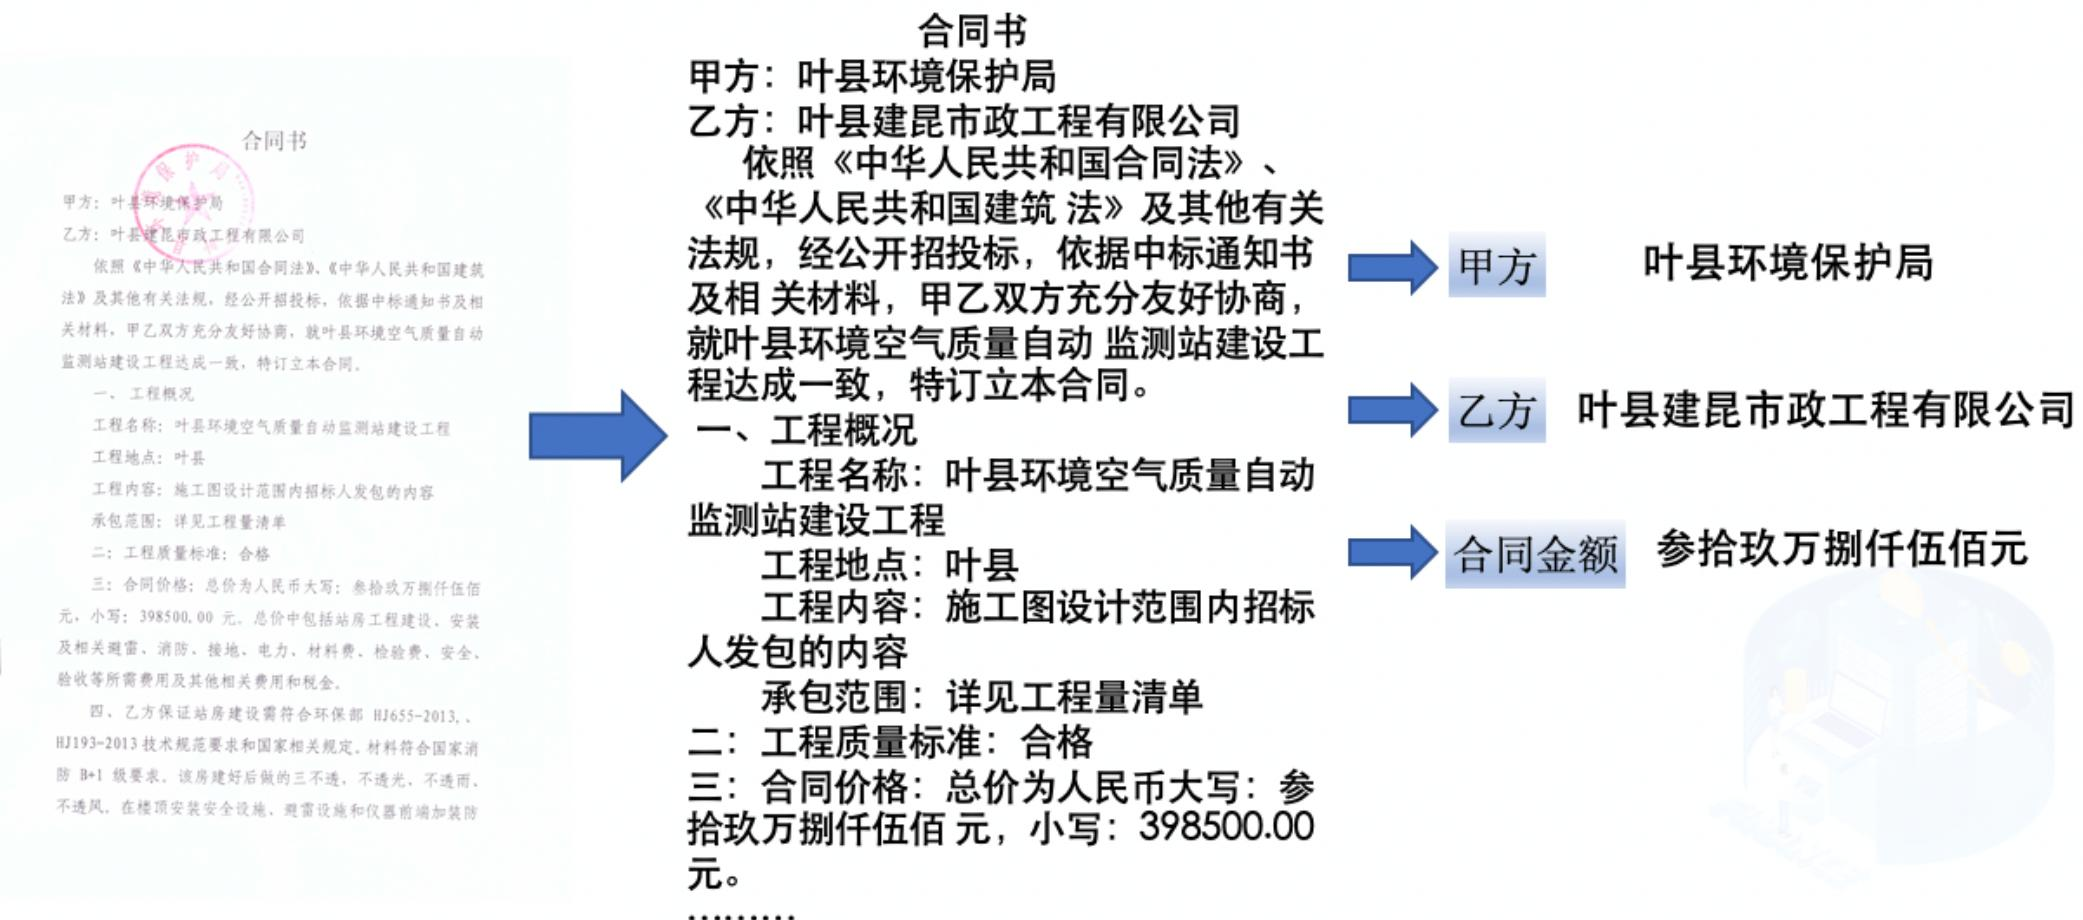 合同书
甲方：叶县环境保护局
乙方：叶县建昆市政工程有限公司
依照《中华人民共和国合同法》、《中华人民共和国建筑
法》及其他有关法规，经公开招投标，依据中标通知书及相
关材料，甲乙双方充分友好协商，就叶县环境空气质量自动
监测站建设工程达成一致，特订立本合同。
一、工程概况
工程名称：叶县环境空气质量自动监测站建设工程
工程地点：叶县
工程内容：施工图设计范围内招标人发包的内容
承包范围：详见工程量清单
二：工程质量标准：合格
三：合同价格：总价为人民币大写：叁拾玖万捌仟伍佰
元，小写：398500.00 元。总价中包括站房工程建设、安装
及相关避雷、消防、接地、电力、材料费、检验费、安全、
验收等所需费用及其他相关费用和税金。
四、乙方保证站房建设需符合环保部 HJ655-2013,、
HJ193-2013 技术规范要求和国家相关规定。材料符合国家消
防 B+1 级要求。该房建好后做的三不透，不透光、不透雨、
不透风。在楼顶安装安全设施、避雷设施和仪器前端加装防
合同书
甲方：叶县环境保护局
乙方：叶县建昆市政工程有限公司
依照《中华人民共和国合同法》、
《中华人民共和国建筑 法》及其他有关
法规，经公开招投标，依据中标通知书
及相 关材料，甲乙双方充分友好协商，
就叶县环境空气质量自动 监测站建设工
程达成一致，特订立本合同。
一、工程概况
工程名称：叶县环境空气质量自动
监测站建设工程
工程地点：叶县
工程内容：施工图设计范围内招标
人发包的内容
承包范围：详见工程量清单
二：工程质量标准：合格
三：合同价格：总价为人民币大写：参
拾玖万捌仟伍佰 元，小写：398500.00
元。
………
甲方 叶县环境保护局
乙方 叶县建昆市政工程有限公司
合同金额 参拾玖万捌仟伍佰元